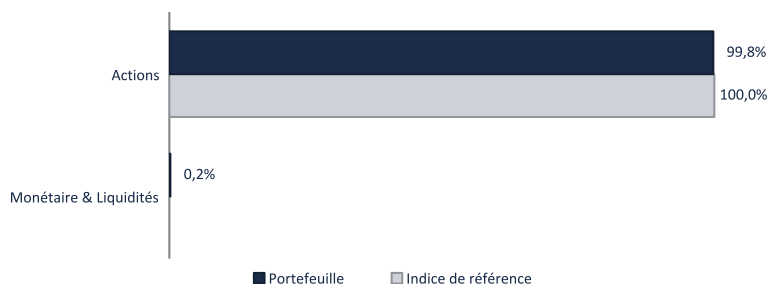 99,8%
Actions
100,0%
0,2%
Monétaire & Liquidités
Portefeuille
Indice de référence